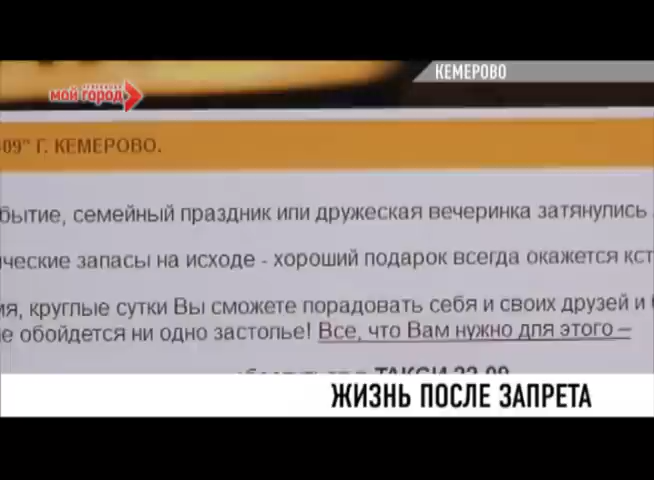 КЕМЕРОВО
мой город
09" Г. КЕМЕРОВО.
бытие, семейный праздник или дружеская вечеринка затянулись
ческие запасы на исходе - хороший подарок всегда окажется кст
ия, круглые сутки Вы сможете порадовать себя и своих друзей и
е обойдется ни одно застолье! Все, что Вам нужно для этого –
ТАКСИ
ЖИЗНЬ ПОСЛЕ ЗАПРЕТА